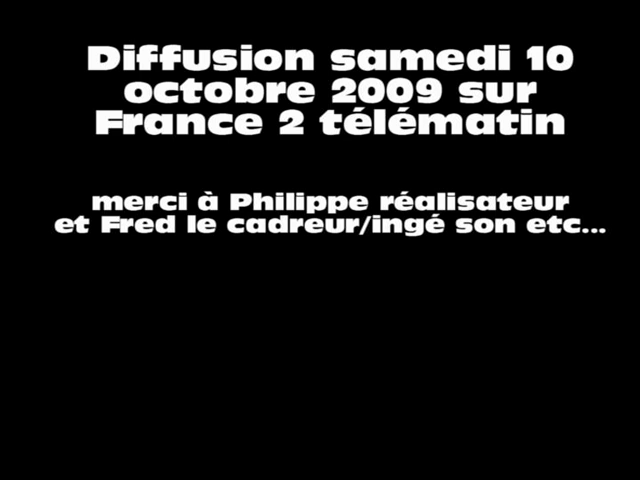 Diffusion samedi 10
octobre 2009 sur
France 2 télématin
merci à Philippe réalisateur
et Fred le cadreur/ingé son etc...